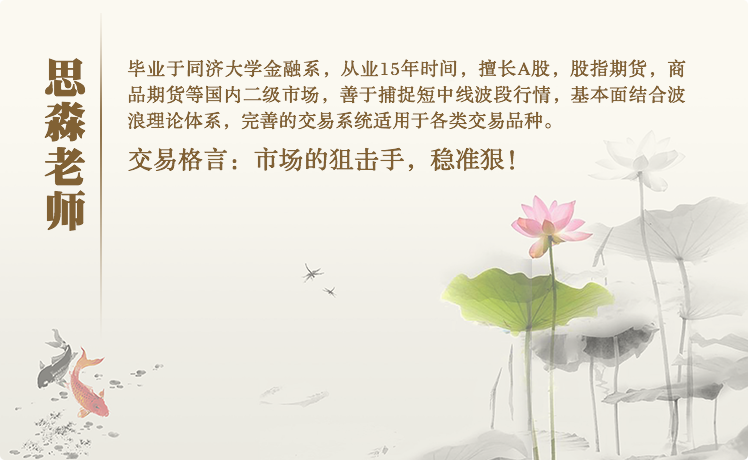 思淼老师
毕业于同济大学金融系，从业15年时间，擅长A股，股指期货，商
品期货等国内二级市场，善于捕捉短中线波段行情，基本面结合波
浪理论体系，完善的交易系统适用于各类交易品种。
交易格言：市场的狙击手，稳准狠！